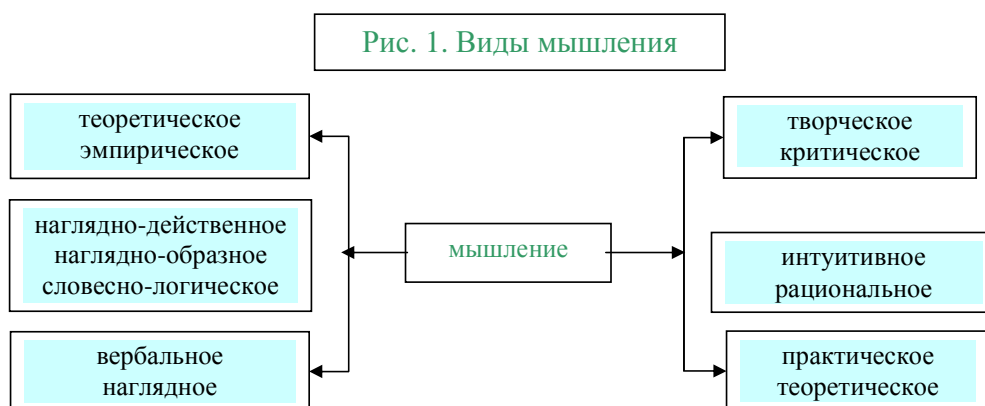 Рис. 1. Виды мышления
теоретическое
эмпирическое
наглядно-действенное
наглядно-образное
словесно-логическое
вербальное
наглядное
мышление
творческое
критическое
интуитивное
рациональное
практическое
теоретическое